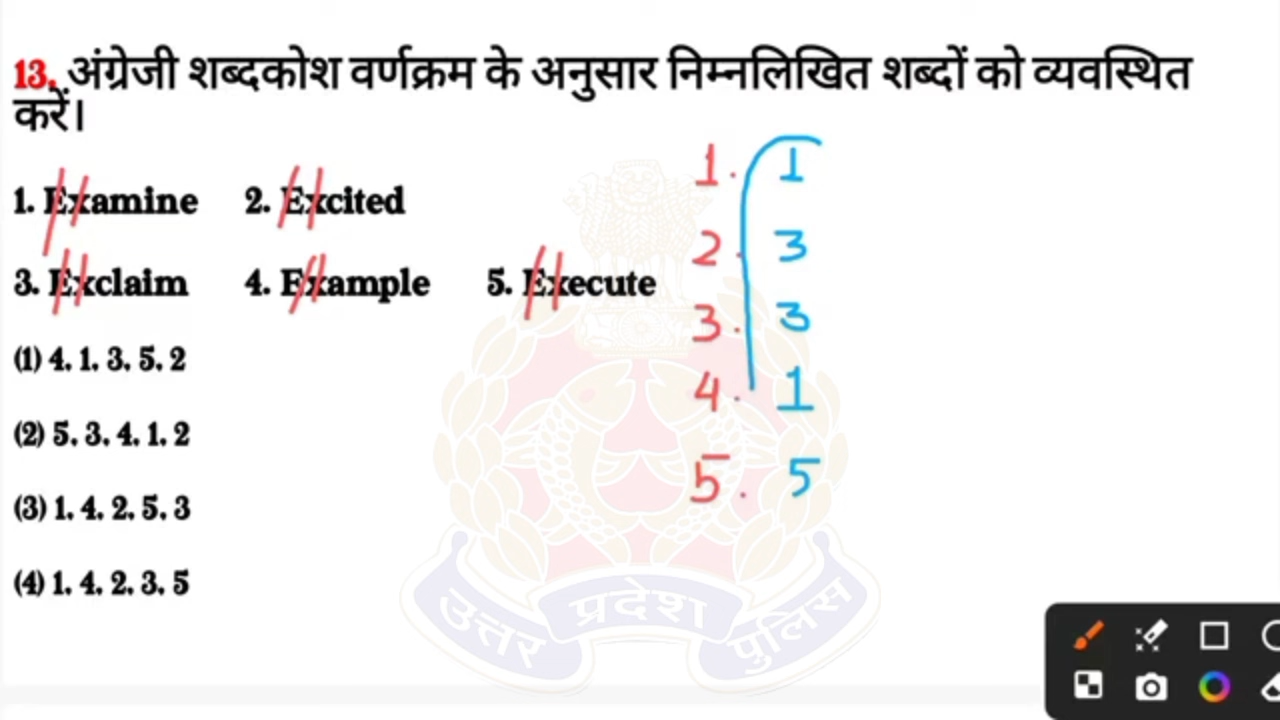 13. अंग्रेजी शब्दकोश वर्णक्रम के अनुसार निम्नलिखित शब्दों को व्यवस्थित
करें।
1. Examine 2. Excited
3. Exclaim 4. Example 5. Execute
(1) 4. 1. 3. 5. 2
(2) 5. 3. 4. 1. 2
(3) 1. 4. 2. 5. 3
(4) 1. 4. 2. 3. 5
1. 1
2. 3
3. 3
4. 1
5. 5
उत्तर प्रदेश पुलिस